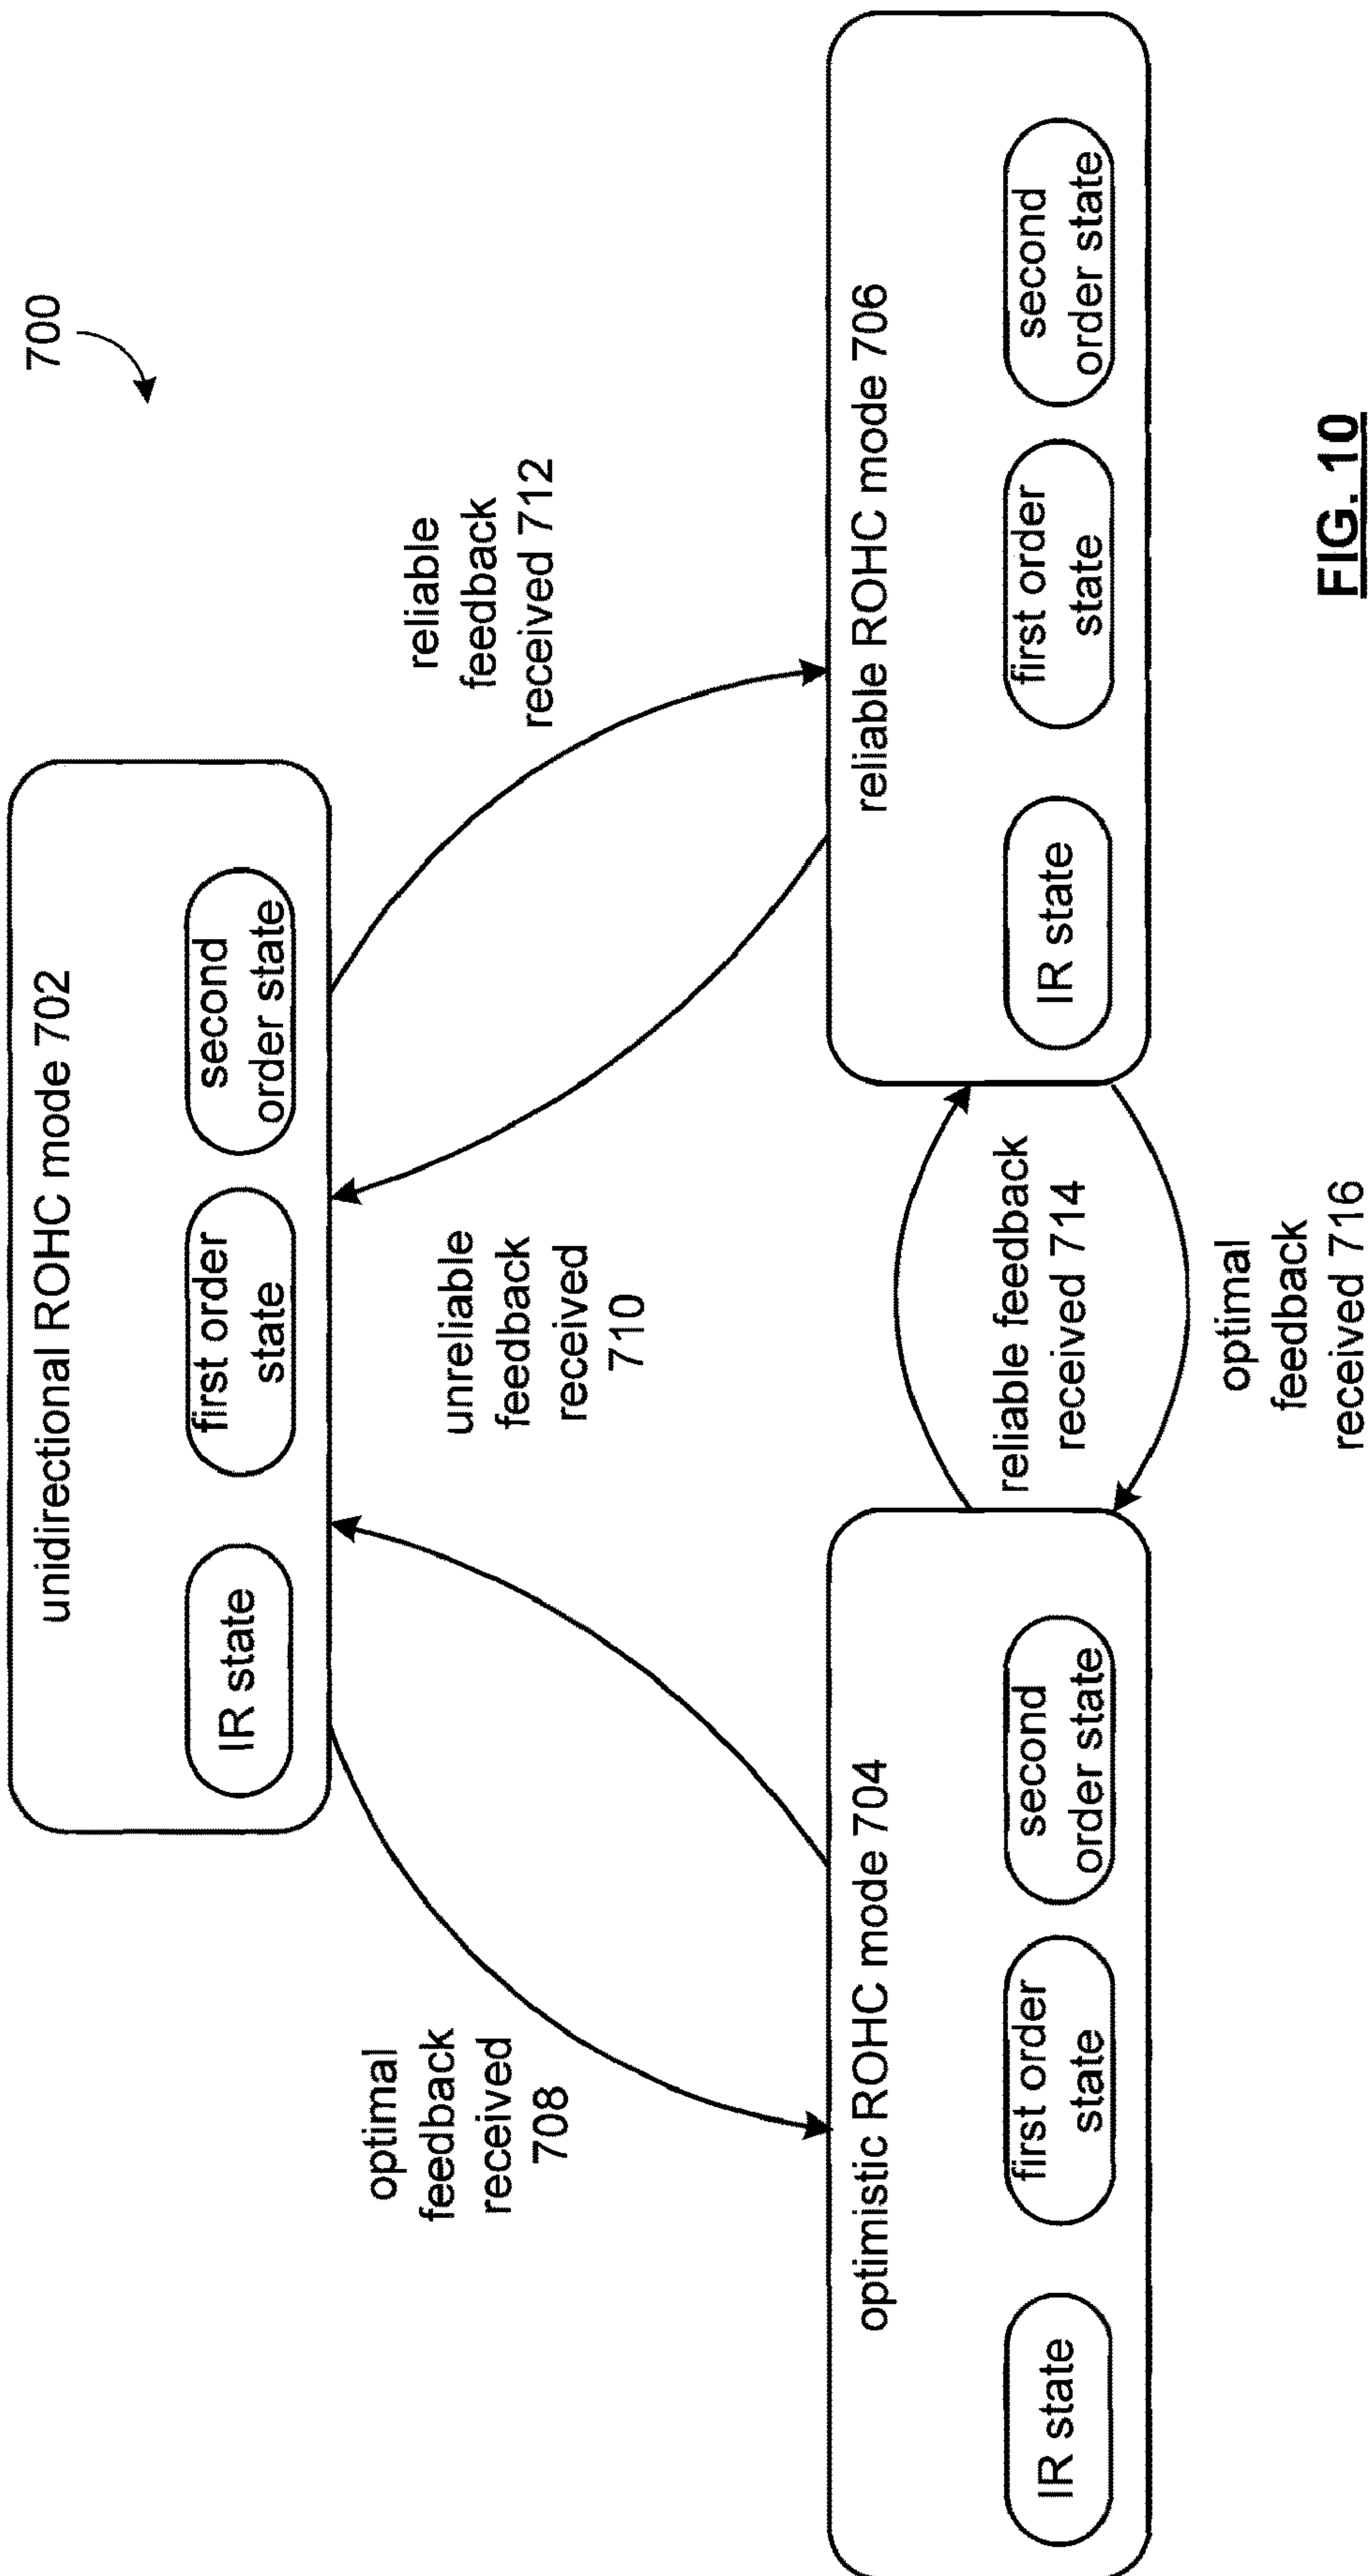 700
unidirectional ROHC mode 702
IR state
first order
state
second
order state
optimal
feedback
received
708
unreliable
feedback
received
710
reliable
feedback
received 712
optimistic ROHC mode 704
IR state
first order
state
second
order state
reliable feedback
received 714
optimal
feedback
received 716
reliable ROHC mode 706
IR state
first order
state
second
order state
FIG. 10